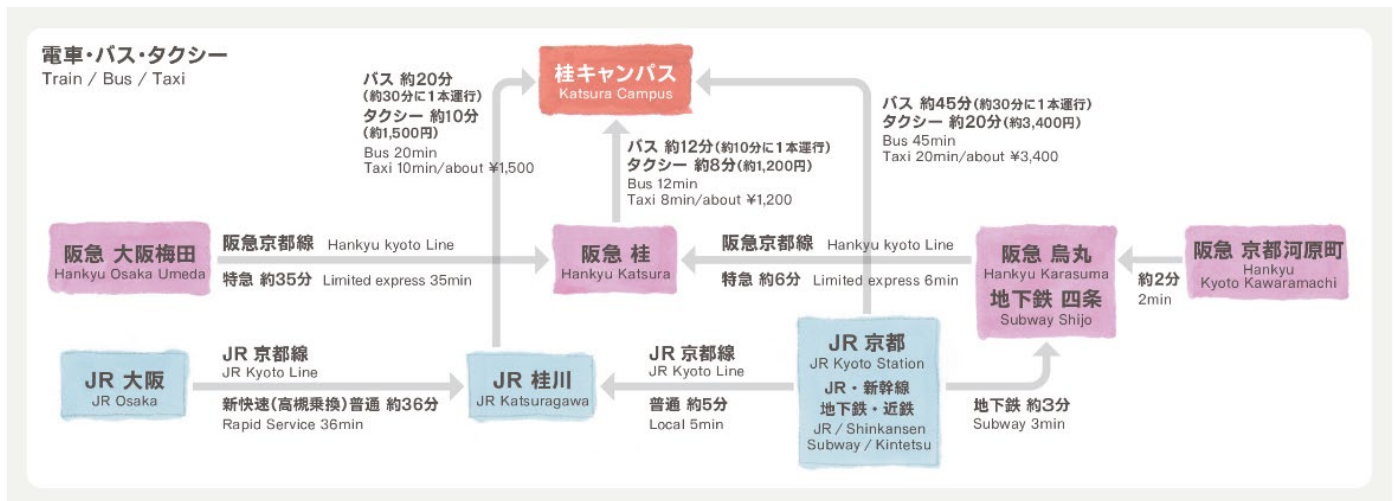 電車・バス・タクシー
Train / Bus / Taxi
桂キャンパス
Katsura Campus
バス 約20分
(約30分に1本運行)
タクシー 約10分
(約1,500円)
Bus 20min
Taxi 10min/about ¥1,500
バス 約12分(約10分に1本運行)
タクシー 約8分(約1,200円)
Bus 12min
Taxi 8min/about ¥1,200
バス 約45分(約30分に1本運行)
タクシー 約20分(約3,400円)
Bus 45min
Taxi 20min/about ¥3,400
阪急 大阪梅田
Hankyu Osaka Umeda
阪急京都線 Hankyu kyoto Line
特急 約35分 Limited express 35min
阪急 桂
Hankyu Katsura
阪急京都線 Hankyu kyoto Line
特急 約6分 Limited express 6min
阪急 烏丸
Hankyu Karasuma
地下鉄 四条
Subway Shijo
約2分
2min
阪急 京都河原町
Hankyu
Kyoto Kawaramachi
JR 大阪
JR Osaka
JR 京都線
JR Kyoto Line
新快速(高槻乗換)普通 約36分
Rapid Service 36min
JR 桂川
JR Katsuragawa
JR 京都線
JR Kyoto Line
普通 約5分
Local 5min
JR 京都
JR Kyoto Station
JR・新幹線
地下鉄・近鉄
JR / Shinkansen
Subway / Kintetsu
地下鉄 約3分
Subway 3min